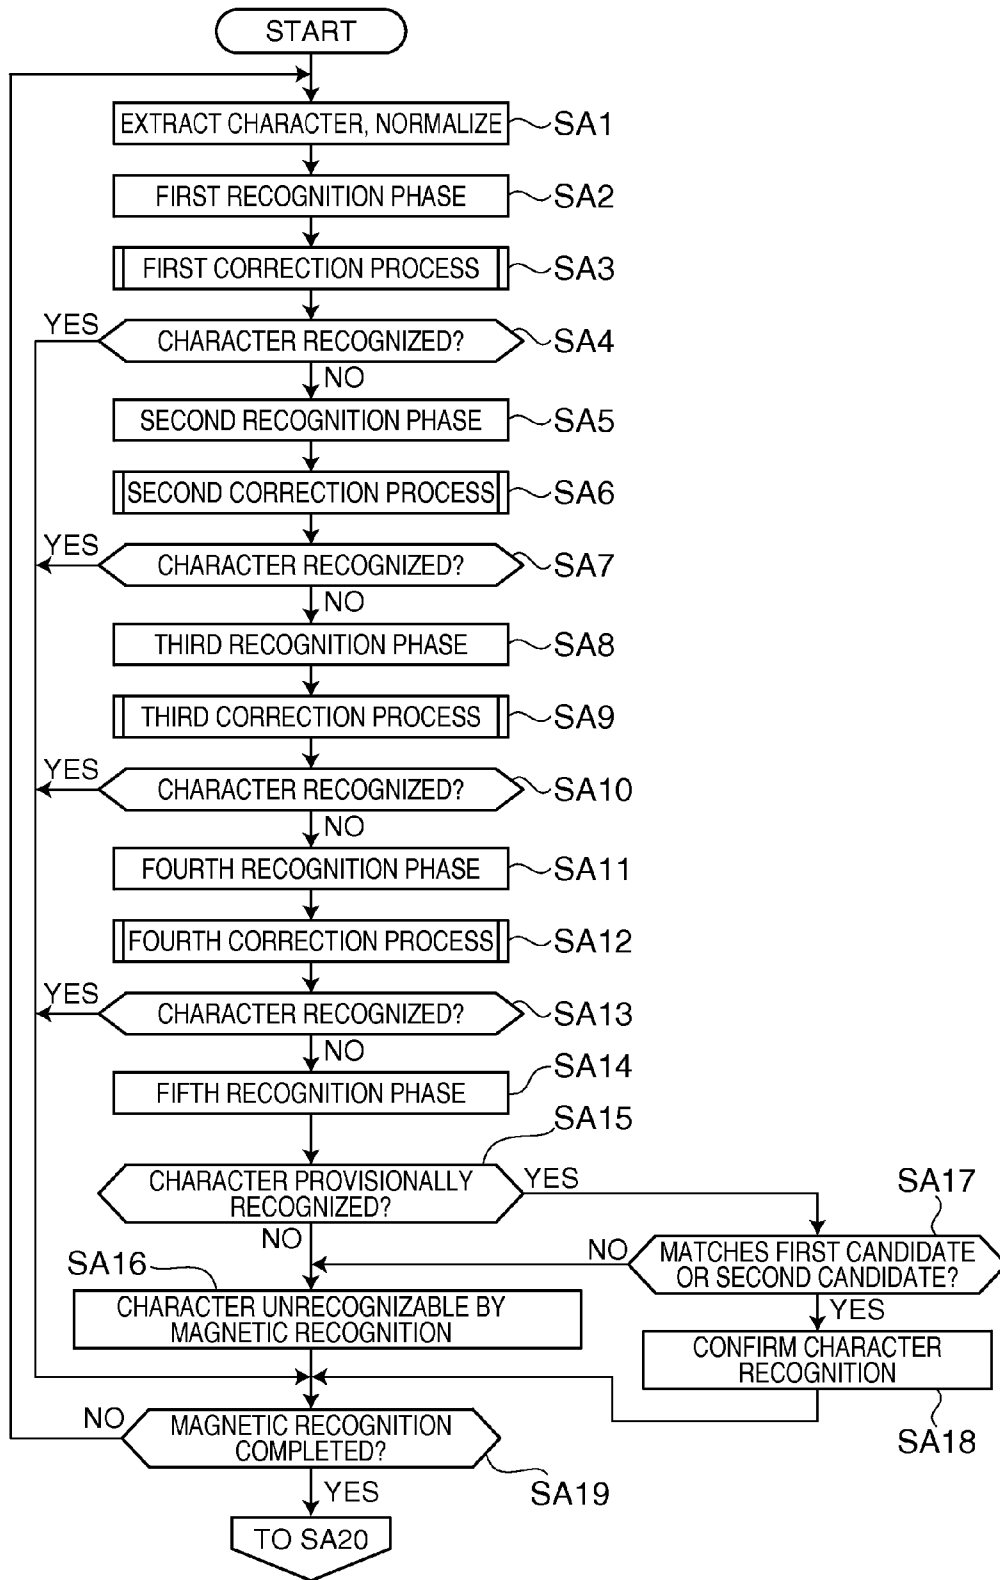 START
EXTRACT CHARACTER, NORMALIZE
SA1
FIRST RECOGNITION PHASE
SA2
FIRST CORRECTION PROCESS
SA3
YES
CHARACTER RECOGNIZED?
SA4
NO
SECOND RECOGNITION PHASE
SA5
SECOND CORRECTION PROCESS
SA6
YES
CHARACTER RECOGNIZED?
SA7
NO
THIRD RECOGNITION PHASE
SA8
THIRD CORRECTION PROCESS
SA9
YES
CHARACTER RECOGNIZED?
SA10
NO
FOURTH RECOGNITION PHASE
SA11
FOURTH CORRECTION PROCESS
SA12
YES
CHARACTER RECOGNIZED?
SA13
NO
FIFTH RECOGNITION PHASE
SA14
SA15
CHARACTER PROVISIONALLY
RECOGNIZED?
YES
NO
SA17
MATCHES FIRST CANDIDATE
OR SECOND CANDIDATE?
NO
YES
SA16
CHARACTER UNRECOGNIZABLE BY
MAGNETIC RECOGNITION
CONFIRM CHARACTER
RECOGNITION
SA18
NO
MAGNETIC RECOGNITION
COMPLETED?
SA19
YES
TO SA20